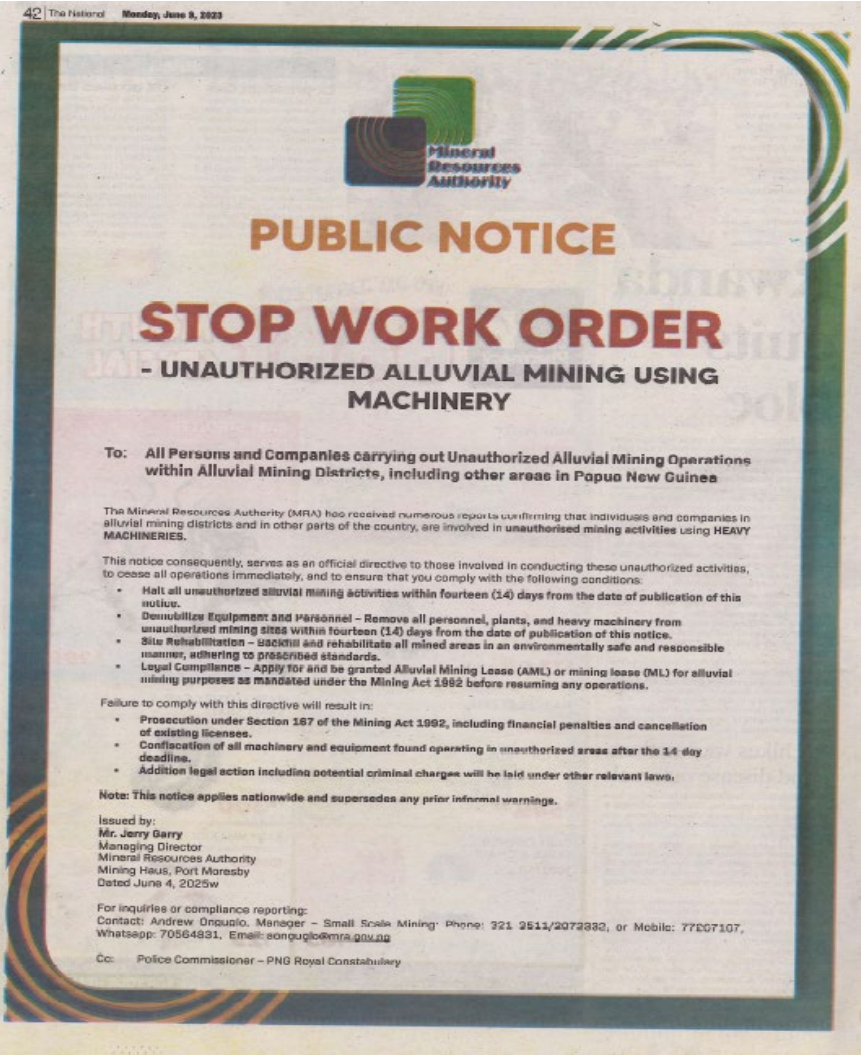 42 The National Monday, June 9, 2025
Mineral
Resources
Authority
PUBLIC NOTICE
STOP WORK ORDER
- UNAUTHORIZED ALLUVIAL MINING USING
MACHINERY
To: All Persons and Companies carrying out Unauthorized Alluvial Mining Operations
within Alluvial Mining Districts, including other areas in Papua New Guinea
The Mineral Resources Authority (MRA) has received numerous reports confirming that individuals and companies in
alluvial mining districts and in other parts of the country, are involved in unauthorised mining activities using HEAVY
MACHINERIES.
This notice consequently, serves as an official directive to those involved in conducting these unauthorized activities,
to cease all operations immediately, and to ensure that you comply with the following conditions:
• Halt all unauthorized alluvial mining activities within fourteen (14) days from the date of publication of this
notice.
• Demobilize Equipment and Personnel – Remove all personnel, plants, and heavy machinery from
unauthorized mining sites within fourteen (14) days from the date of publication of this notice.
• Site Rehabilitation – Backfill and rehabilitate all mined areas in an environmentally safe and responsible
manner, adhering to prescribed standards.
• Legal Compliance – Apply for and be granted Alluvial Mining Lease (AML) or mining lease (ML) for alluvial
mining purposes as mandated under the Mining Act 1992 before resuming any operations.
Failure to comply with this directive will result in:
• Prosecution under Section 167 of the Mining Act 1992, including financial penalties and cancellation
of existing licenses.
• Confiscation of all machinery and equipment found operating in unauthorized areas after the 14 day
deadline.
• Addition legal action including potential criminal charges will be laid under other relevant laws.
Note: This notice applies nationwide and supersedes any prior informal warnings.
Issued by:
Mr. Jerry Garry
Managing Director
Mineral Resources Authority
Mining Haus, Port Moresby
Dated June 4, 2025w
For inquiries or compliance reporting:
Contact: Andrew Manager – Small Scale Mining: Phone: 321 2511/ or Mobile:
Whatsapp: 70564831, Email:
Cc: Police Commissioner – PNG Royal Constabulary